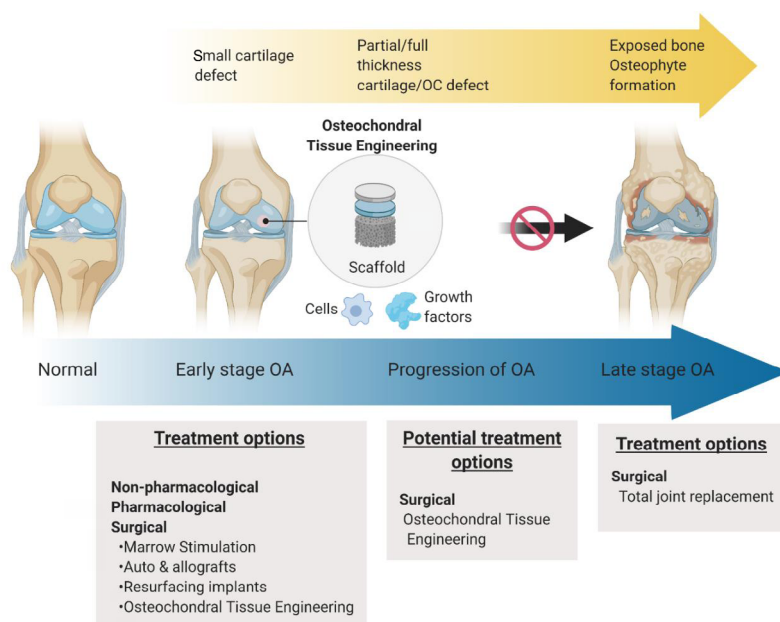 Small cartilage
defect
Partial/full
thickness
cartilage/OC defect
Exposed bone
Osteophyte
formation
Osteochondral
Tissue Engineering
Scaffold
Cells
Growth
factors
Normal
Early stage OA
Progression of OA
Late stage OA
Treatment options
Non-pharmacological
Pharmacological
Surgical
•Marrow Stimulation
•Auto & allografts
•Resurfacing implants
•Osteochondral Tissue Engineering
Potential treatment
options
Surgical
Osteochondral Tissue
Engineering
Treatment options
Surgical
Total joint replacement